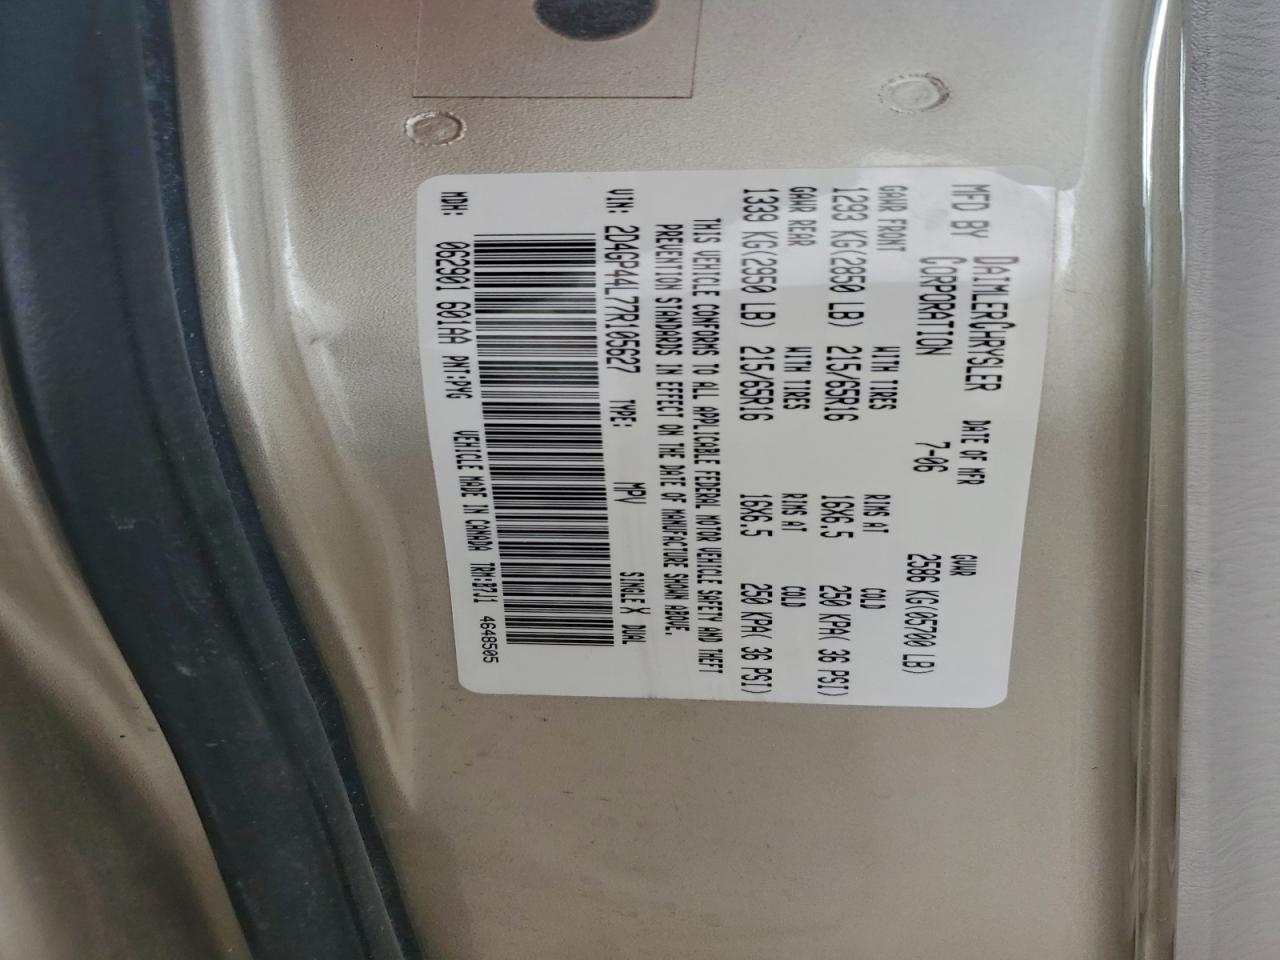 MFD BY DAIMLERCHRYSLER CORPORATION DATE OF MFR 7-06 GVWR 2586 KG(05700 LB)
GAWR FRONT WITH TIRES RIMS AT COLD
1293 KG(2850 LB) 215/65R16 16X6.5 250 KPA( 36 PSI)
GAWR REAR WITH TIRES RIMS AT COLD
1339 KG(2950 LB) 215/65R16 16X6.5 250 KPA( 36 PSI)
THIS VEHICLE CONFORMS TO ALL APPLICABLE FEDERAL MOTOR VEHICLE SAFETY AND THEFT
PREVENTION STANDARDS IN EFFECT ON THE DATE OF MANUFACTURE SHOWN ABOVE.
VIN: 2D4GP44L77R105627 TYPE: MPV SINGLE X DUAL
MDH: 062901 601AA PNT:PYG VEHICLE MADE IN CANADA TRM:B7J1 4648505